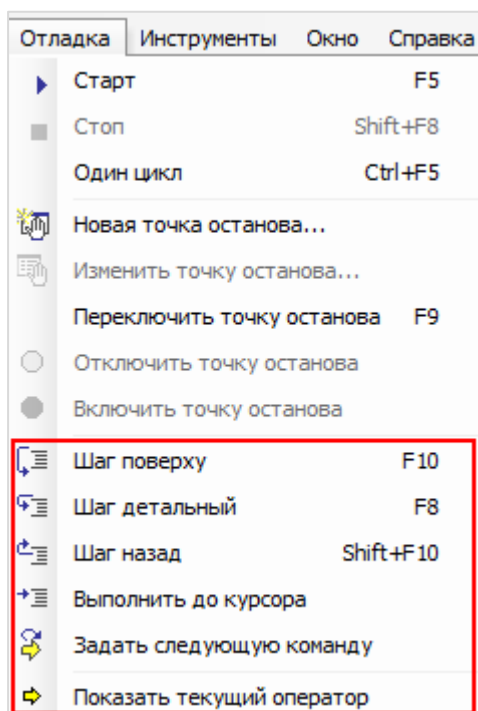 Отладка Инструменты Окно Справка
Старт F5
Стоп Shift+F8
Один цикл Ctrl+F5
Новая точка останова...
Изменить точку останова...
Переключить точку останова F9
Отключить точку останова
Включить точку останова
Шаг поверху F10
Шаг детальный F8
Шаг назад Shift+F10
Выполнить до курсора
Задать следующую команду
Показать текущий оператор